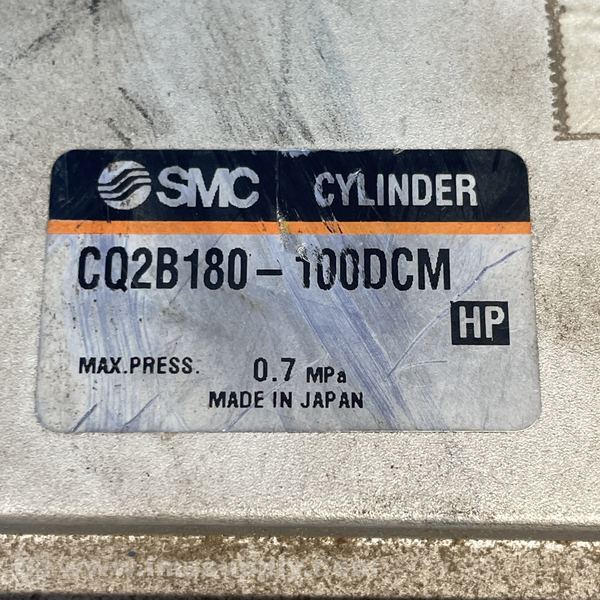 SMC CYLINDER
CQ2B180-100DCM
HP
MAX.PRESS. 0.7 MPa
MADE IN JAPAN